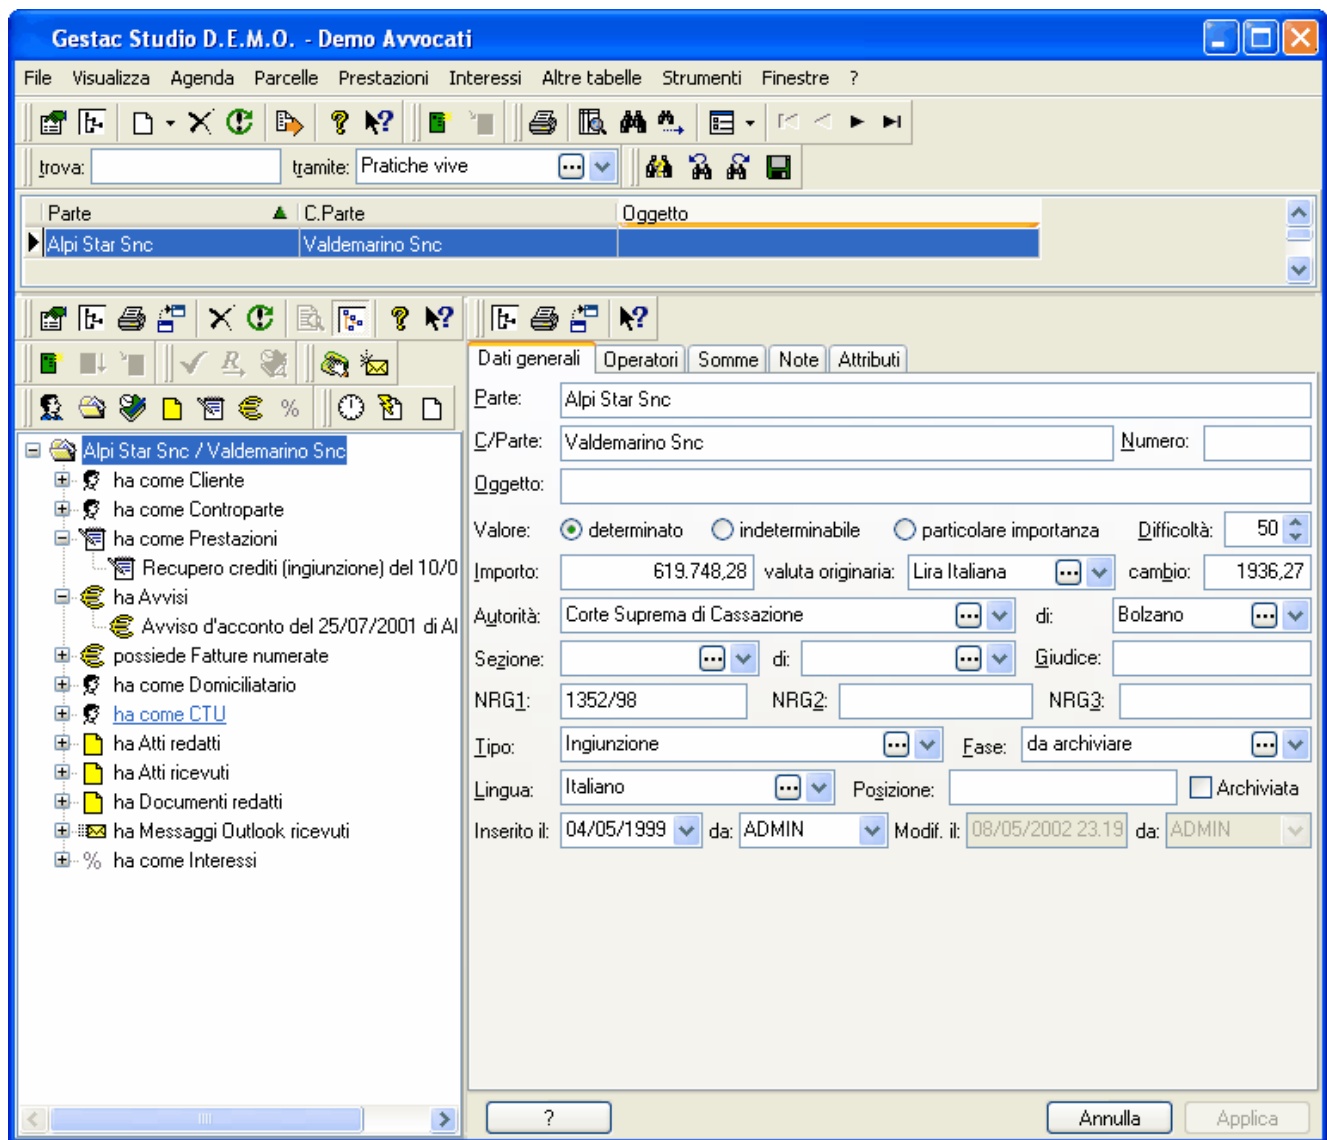 Gestac Studio D.E.M.O. - Demo Avvocati
File Visualizza Agenda Parcelle Prestazioni Interessi Altre tabelle Strumenti Finestre ?
trova: tramite: Pratiche vive
Parte C.Parte Oggetto
Alpi Star Snc Valdemarino Snc
Dati generali Operatori Somme Note Attributi
Parte: Alpi Star Snc
C/Parte: Valdemarino Snc Numero:
Oggetto:
Valore: determinato indeterminabile particolare importanza Difficoltà: 50
Importo: 619.748,28 valuta originaria: Lira Italiana cambio: 1936,27
Autorità: Corte Suprema di Cassazione di: Bolzano
Sezione: di: Giudice:
NRG1: 1352/98 NRG2: NRG3:
Tipo: Ingiunzione Fase: da archiviare
Lingua: Italiano Posizione: Archiviata
Inserito il: 04/05/1999 da: ADMIN Modif. il: 08/05/2002 23.19 da: ADMIN
Alpi Star Snc / Valdemarino Snc
ha come Cliente
ha come Controparte
ha come Prestazioni
Recupero crediti (ingiunzione) del 10/0
ha Avvisi
Avviso d'acconto del 25/07/2001 di Al
possiede Fatture numerate
ha come Domiciliatario
ha come CTU
ha Atti redatti
ha Atti ricevuti
ha Documenti redatti
ha Messaggi Outlook ricevuti
% ha come Interessi
? Annulla Applica